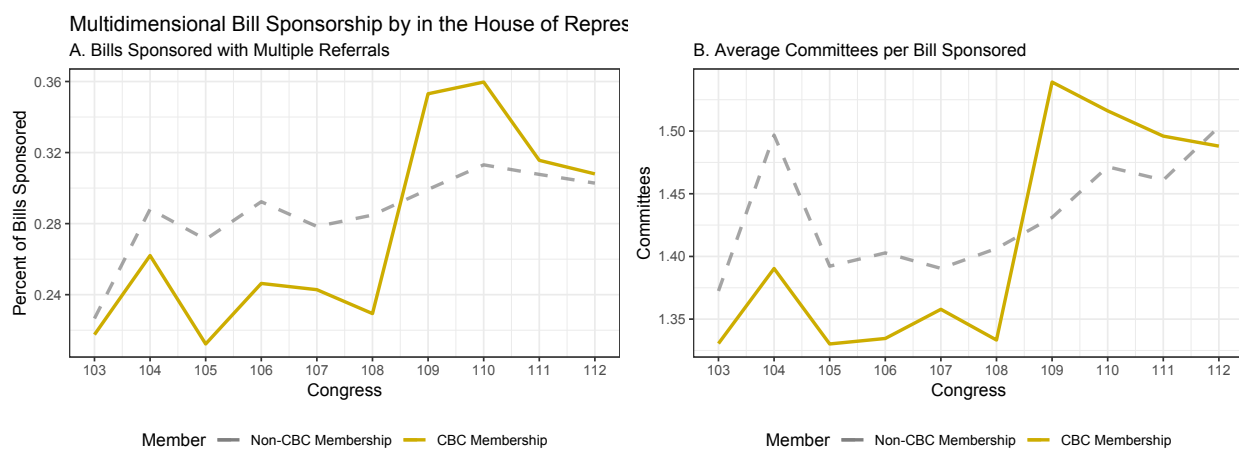 Multidimensional Bill Sponsorship by in the House of Repres
A. Bills Sponsored with Multiple Referrals
Percent of Bills Sponsored
0.36
0.32
0.28
0.24
103 104 105 106 107 108 109 110 111 112
Congress
Member Non-CBC Membership CBC Membership
B. Average Committees per Bill Sponsored
Committees
1.50
1.45
1.40
1.35
103 104 105 106 107 108 109 110 111 112
Congress
Member Non-CBC Membership CBC Membership